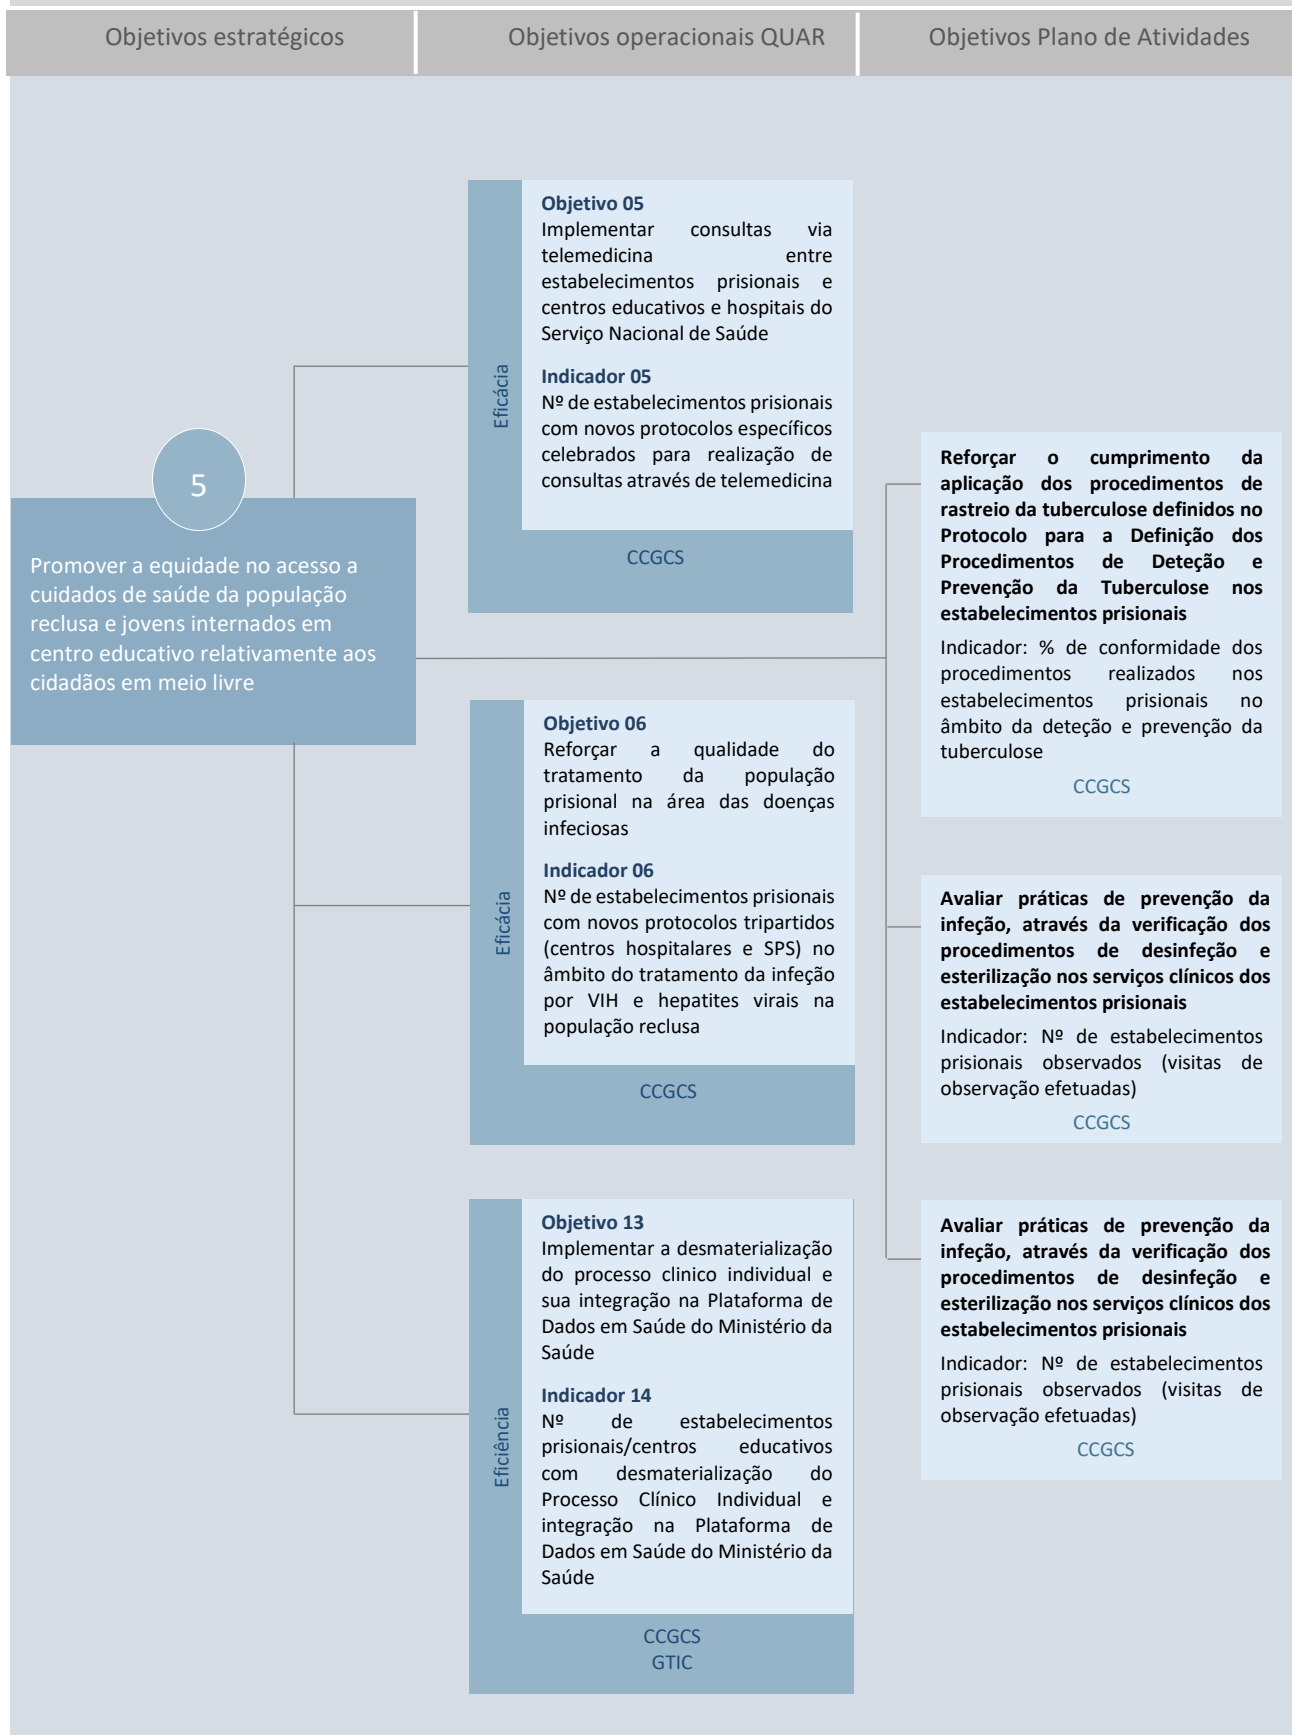 Objetivos estratégicos
Objetivos operacionais QUAR
Objetivos Plano de Atividades
5
Promover a equidade no acesso a
cuidados de saúde da população
reclusa e jovens internados em
centro educativo relativamente aos
cidadãos em meio livre
Eficácia
Objetivo 05
Implementar consultas via
telemedicina entre
estabelecimentos prisionais e
centros educativos e hospitais do
Serviço Nacional de Saúde
Indicador 05
Nº de estabelecimentos prisionais
com novos protocolos específicos
celebrados para realização de
consultas através de telemedicina
CCGCS
Eficácia
Objetivo 06
Reforçar a qualidade do
tratamento da população
prisional na área das doenças
infeciosas
Indicador 06
Nº de estabelecimentos prisionais
com novos protocolos tripartidos
(centros hospitalares e SPS) no
âmbito do tratamento da infeção
por VIH e hepatites virais na
população reclusa
CCGCS
Eficiência
Objetivo 13
Implementar a desmaterialização
do processo clinico individual e
sua integração na Plataforma de
Dados em Saúde do Ministério da
Saúde
Indicador 14
Nº de estabelecimentos
prisionais/centros educativos
com desmaterialização do
Processo Clínico Individual e
integração na Plataforma de
Dados em Saúde do Ministério da
Saúde
CCGCS
GTIC
Reforçar o cumprimento da
aplicação dos procedimentos de
rastreio da tuberculose definidos no
Protocolo para a Definição dos
Procedimentos de Deteção e
Prevenção da Tuberculose nos
estabelecimentos prisionais
Indicador: % de conformidade dos
procedimentos realizados nos
estabelecimentos prisionais no
âmbito da deteção e prevenção da
tuberculose
CCGCS
Avaliar práticas de prevenção da
infeção, através da verificação dos
procedimentos de desinfeção e
esterilização nos serviços clínicos dos
estabelecimentos prisionais
Indicador: Nº de estabelecimentos
prisionais observados (visitas de
observação efetuadas)
CCGCS
Avaliar práticas de prevenção da
infeção, através da verificação dos
procedimentos de desinfeção e
esterilização nos serviços clínicos dos
estabelecimentos prisionais
Indicador: Nº de estabelecimentos
prisionais observados (visitas de
observação efetuadas)
CCGCS